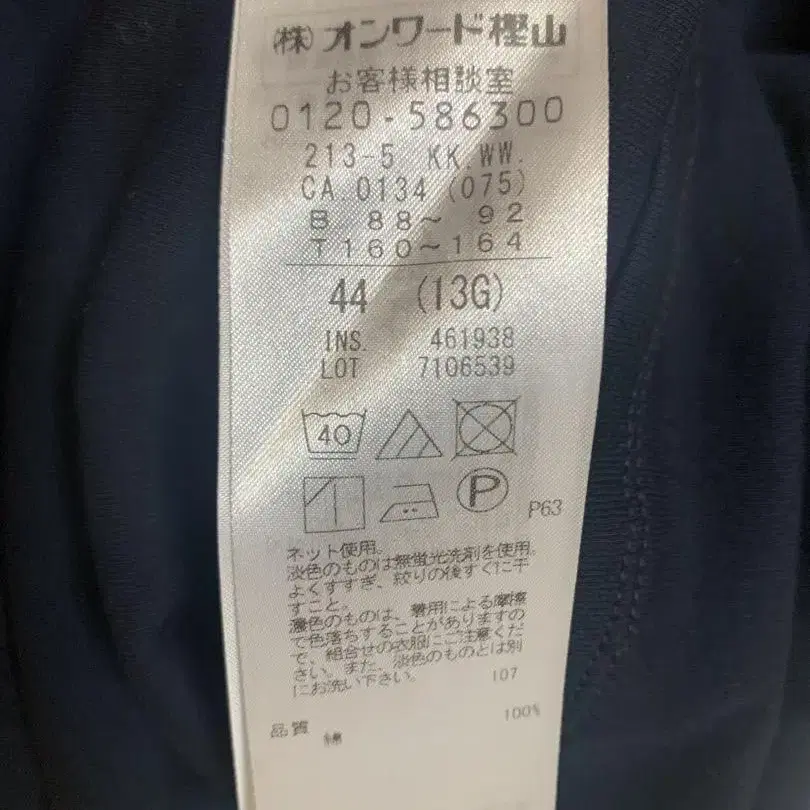 (株)オンワード樫山
お客様相談室
0120-586300
213-5 KK.WW.
CA.0134 (075)
B 88～ 92
T160～164
44 (13G)
INS. 461938
LOT 7106539
40
P
P63
ネット使用。
淡色のものは無蛍光洗剤を使用。
よくすすぎ、絞りの後すぐに干
すこと。
濃色のものは、着用による摩擦
で色落ちすることがありますの
で、組合せの衣服にご注意くだ
さい。また、淡色のものとは別
にお洗い下さい。 107
品質 100%
綿